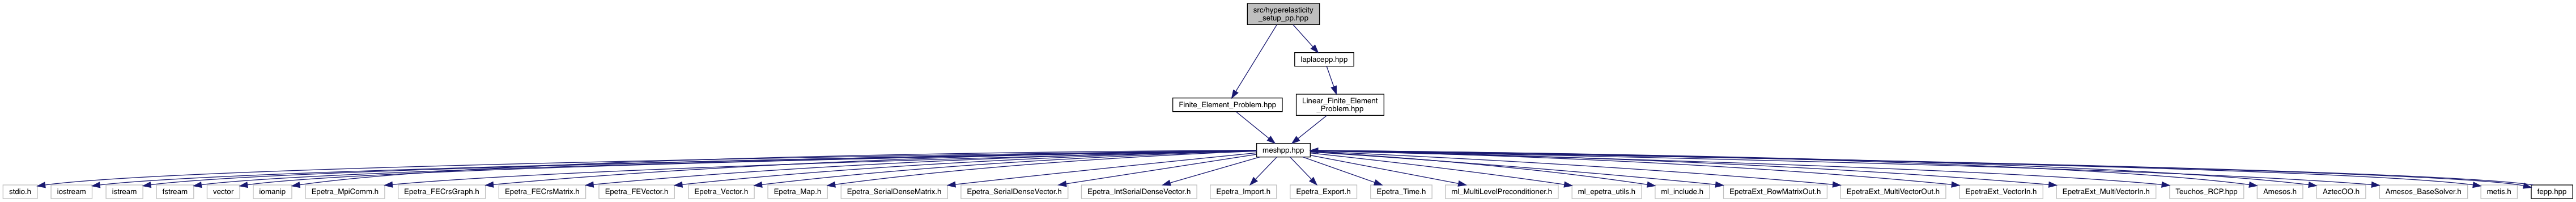 src/hyperelasticity
_setup_pp.hpp
laplacepp.hpp
Finite_Element_Problem.hpp
Linear_Finite_Element
_Problem.hpp
meshpp.hpp
stdio.h
iostream
istream
fstream
vector
iomanip
Epetra_MpiComm.h
Epetra_FECrsGraph.h
Epetra_FECrsMatrix.h
Epetra_FEVector.h
Epetra_Vector.h
Epetra_Map.h
Epetra_SerialDenseMatrix.h
Epetra_SerialDenseVector.h
Epetra_IntSerialDenseVector.h
Epetra_Import.h
Epetra_Export.h
Epetra_Time.h
ml_MultiLevelPreconditioner.h
ml_epetra_utils.h
ml_include.h
EpetraExt_RowMatrixOut.h
EpetraExt_MultiVectorOut.h
EpetraExt_VectorIn.h
EpetraExt_MultiVectorIn.h
Teuchos_RCP.hpp
Amesos.h
AztecOO.h
Amesos_BaseSolver.h
metis.h
fepp.hpp